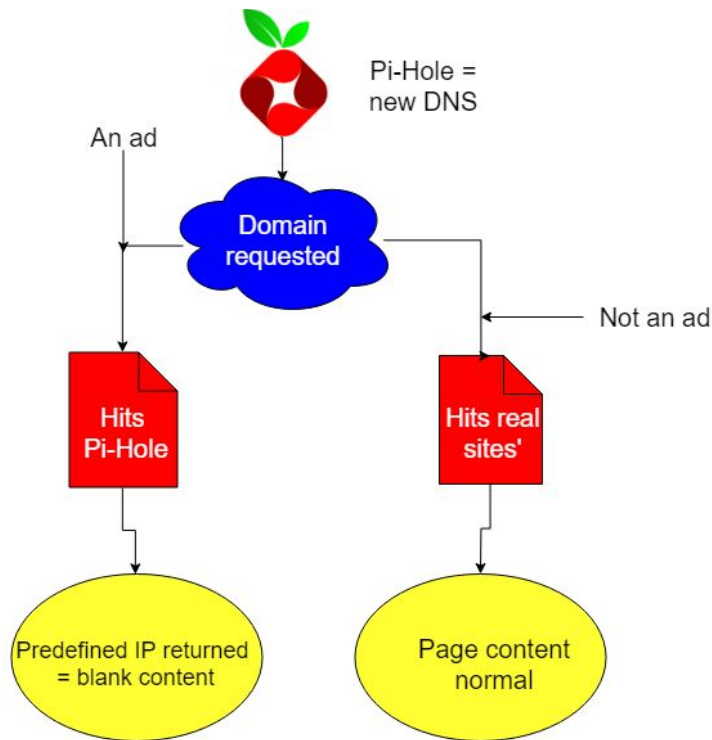 Pi-Hole =
new DNS
An ad
Domain
requested
Not an ad
Hits
Pi-Hole
Hits real
sites'
Predefined IP returned
= blank content
Page content
normal